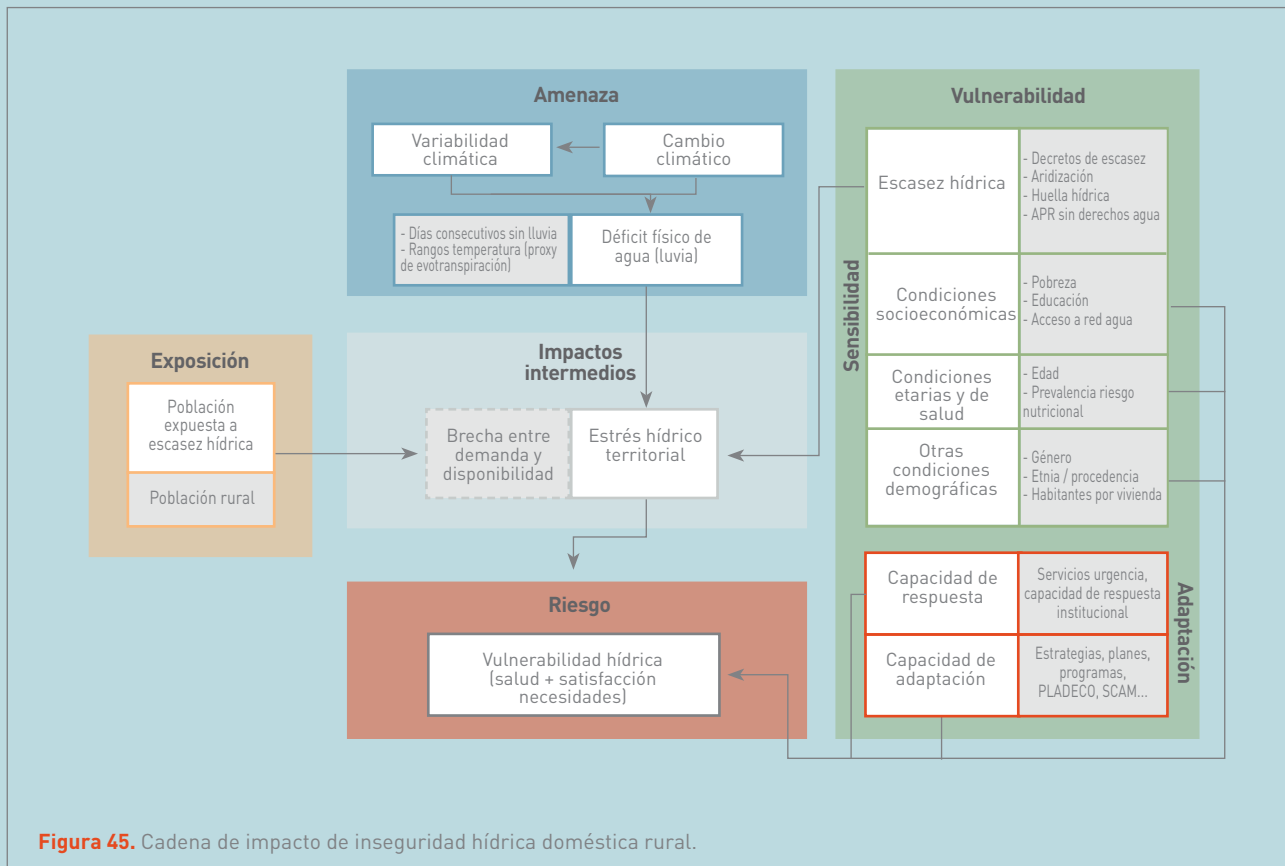 Amenaza
Variabilidad
climática
Cambio
climático
- Días consecutivos sin lluvia
- Rangos temperatura (proxy
de evotranspiración)
Déficit físico de
agua (luvia)
Exposición
Población
expuesta a
escasez hídrica
Población rural
Impactos
intermedios
Brecha entre
demanda y
disponibilidad
Estrés hídrico
territorial
Riesgo
Vulnerabilidad hídrica
(salud + satisfacción
necesidades)
Vulnerabilidad
Sensibilidad
Escasez hídrica
- Decretos de escasez
- Aridización
- Huella hídrica
- APR sin derechos agua
Condiciones
socioeconómicas
- Pobreza
- Educación
- Acceso a red agua
Condiciones
etarias y de
salud
- Edad
- Prevalencia riesgo
nutricional
Otras
condiciones
demográficas
- Género
- Etnia / procedencia
- Habitantes por vivienda
Adaptación
Capacidad de
respuesta
Servicios urgencia,
capacidad de respuesta
institucional
Capacidad de
adaptación
Estrategias, planes,
programas,
PLADECO, SCAM...
Figura 45. Cadena de impacto de inseguridad hídrica doméstica rural.